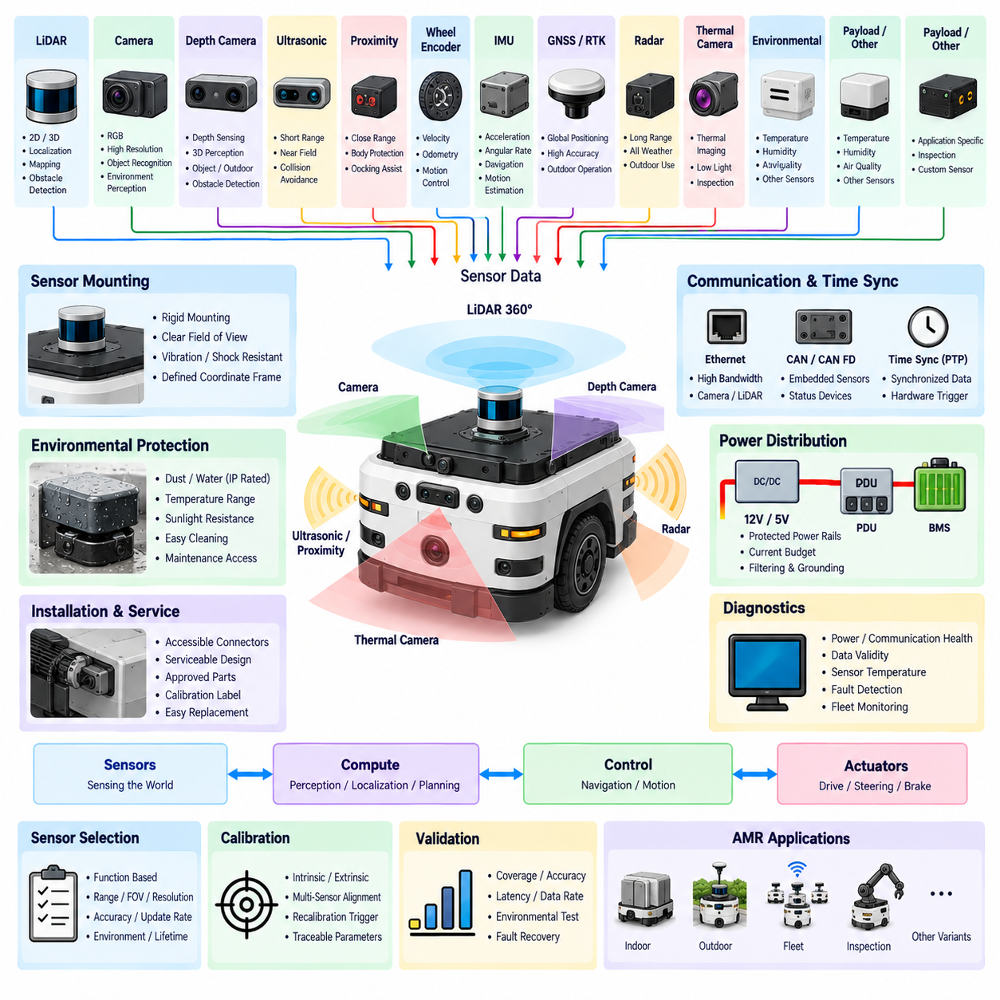 LiDAR
• 2D / 3D
• Localization
• Mapping
• Obstacle
Detection
Camera
• RGB
• High Resolution
• Object Recognition
• Environment
Perception
Depth Camera
• Depth Sensing
• 3D Perception
• Object / Outdoor
• Obstacle Detection
Ultrasonic
• Short Range
• Near Field
• Collision
Avoidance
Proximity
• Close Range
• Body Protection
• Oocking Assist
Wheel
Encoder
• Velocity
• Odometry
• Motion
Control
IMU
• Acceleration
• Angular Rate
• Davigation
• Motion
Estimation
GNSS / RTK
• Global Positioning
• High Accuracy
• Outdoor Operation
Radar
• Long Range
• All Weather
• Outdoor Use
Thermal
Camera
• Thermal
Imaging
• Low Light
• Inspection
Environmental
• Temperature
• Humidity
• Other Sensors
Payload /
Other
• Temperature
• Humidity
• Air Quality
• Other Sensors
Payload /
Other
• Application Specific
• Inspection
• Custom Sensor
Sensor Data
Sensor Mounting
• Rigid Mounting
• Clear Field of View
• Vibration / Shock Resistant
• Defined Coordinate Frame
LiDAR 360°
Camera
Depth Camera
Ultrasonic /
Proximity
Radar
Thermal Camera
Communication & Time Sync
Ethernet
• High Bandwidth
• Camera / LiDAR
CAN / CAN FD
• Embedded Sensors
• Status Devices
Time Sync (PTP)
• Synchronized Data
• Hardware Trigger
Environmental Protection
• Dust / Water (IP Rated)
• Temperature Range
• Sunlight Resistance
• Easy Cleaning
• Maintenance Access
Power Distribution
DC/DC
PDU
12V / 5V
PDU
BMS
• Protected Power Rails
• Current Budget
• Filtering & Grounding
Installation & Service
• Accessible Connectors
• Serviceable Design
• Approved Parts
• Calibration Label
• Easy Replacement
Diagnostics
• Power / Communication Health
• Data Validity
• Sensor Temperature
• Fault Detection
• Fleet Monitoring
Sensors
Sensing the World
Compute
Perception / Localization / Planning
Control
Navigation / Motion
Actuators
Drive / Steering / Brake
Sensor Selection
• Function Based
• Range / FOV / Resolution
• Accuracy / Update Rate
• Environment / Lifetime
Calibration
• Intrinsic / Extrinsic
• Multi-Sensor Alignment
• Recalibration Trigger
• Traceable Parameters
Validation
• Coverage / Accuracy
• Latency / Data Rate
• Environmental Test
• Fault Recovery
AMR Applications
Indoor
Outdoor
Fleet
Inspection
...
Other Variants